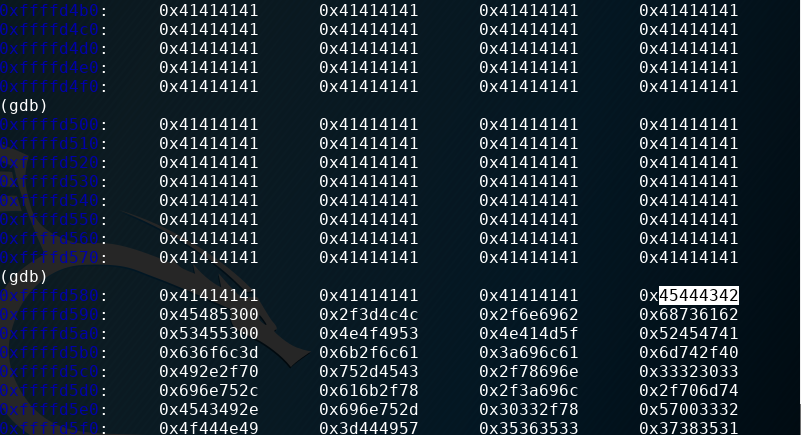 0xffffd4b0: 0x41414141 0x41414141 0x41414141 0x41414141
0xffffd4c0: 0x41414141 0x41414141 0x41414141 0x41414141
0xffffd4d0: 0x41414141 0x41414141 0x41414141 0x41414141
0xffffd4e0: 0x41414141 0x41414141 0x41414141 0x41414141
0xffffd4f0: 0x41414141 0x41414141 0x41414141 0x41414141
(gdb)
0xffffd500: 0x41414141 0x41414141 0x41414141 0x41414141
0xffffd510: 0x41414141 0x41414141 0x41414141 0x41414141
0xffffd520: 0x41414141 0x41414141 0x41414141 0x41414141
0xffffd530: 0x41414141 0x41414141 0x41414141 0x41414141
0xffffd540: 0x41414141 0x41414141 0x41414141 0x41414141
0xffffd550: 0x41414141 0x41414141 0x41414141 0x41414141
0xffffd560: 0x41414141 0x41414141 0x41414141 0x41414141
0xffffd570: 0x41414141 0x41414141 0x41414141 0x41414141
(gdb)
0xffffd580: 0x41414141 0x41414141 0x41414141 0x45444342
0xffffd590: 0x45485300 0x2f3d4c4c 0x2f6e6962 0x68736162
0xffffd5a0: 0x53455300 0x4e4f4953 0x4e414d5f 0x52454741
0xffffd5b0: 0x636f6c3d 0x6b2f6c61 0x3a696c61 0x6d742f40
0xffffd5c0: 0x492e2f70 0x752d4543 0x2f78696e 0x33323033
0xffffd5d0: 0x696e752c 0x616b2f78 0x2f3a696c 0x2f706d74
0xffffd5e0: 0x4543492e 0x696e752d 0x30332f78 0x57003332
0xffffd5f0: 0x4f444e49 0x3d444957 0x35363533 0x37383531